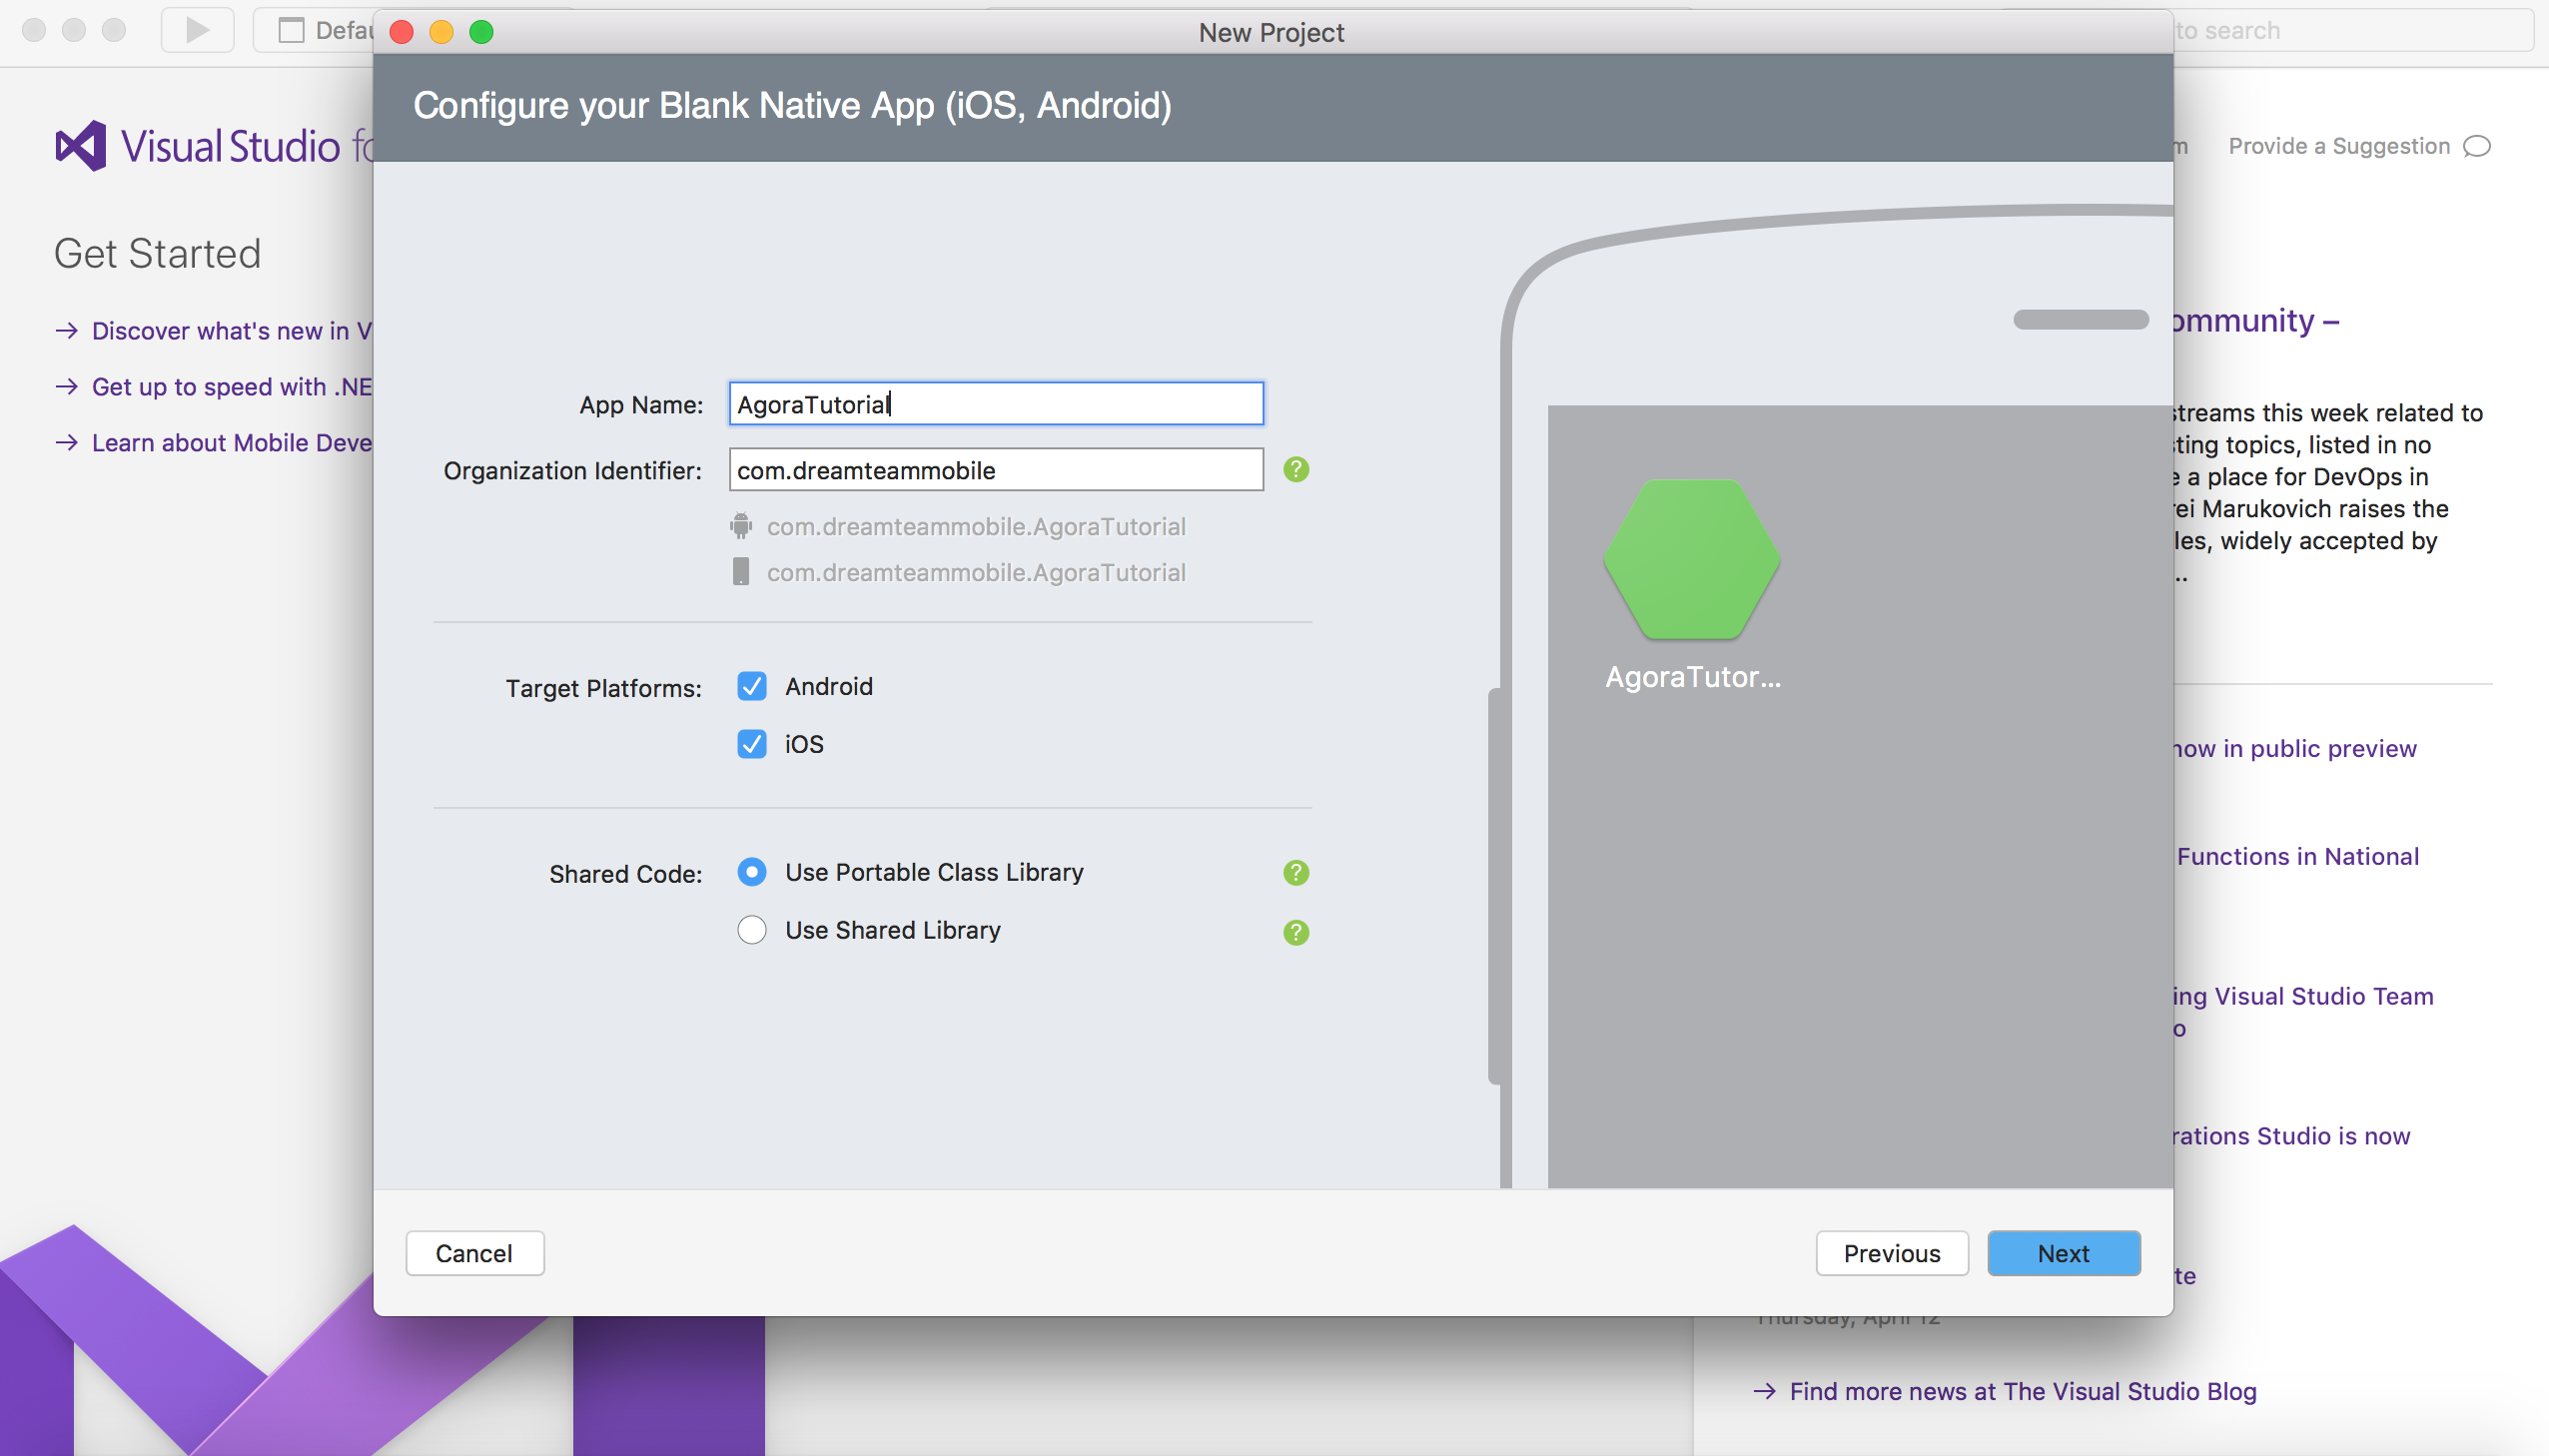 Defau
New Project
to search
Configure your Blank Native App (iOS, Android)
Visual Studio fo
Provide a Suggestion
Get Started
Discover what's new in V
Get up to speed with .NE
Learn about Mobile Deve
App Name: AgoraTutorial
Organization Identifier: com.dreamteammobile ?
com.dreamteammobile.AgoraTutorial
com.dreamteammobile.AgoraTutorial
Target Platforms: Android
iOS
Shared Code: Use Portable Class Library ?
Use Shared Library ?
AgoraTutor...
Cancel
Previous
Next
ommunity –
streams this week related to
sting topics, listed in no
e a place for DevOps in
rei Marukovich raises the
les, widely accepted by
..
now in public preview
Functions in National
ing Visual Studio Team
o
rations Studio is now
te
Thursday, April 12
Find more news at The Visual Studio Blog